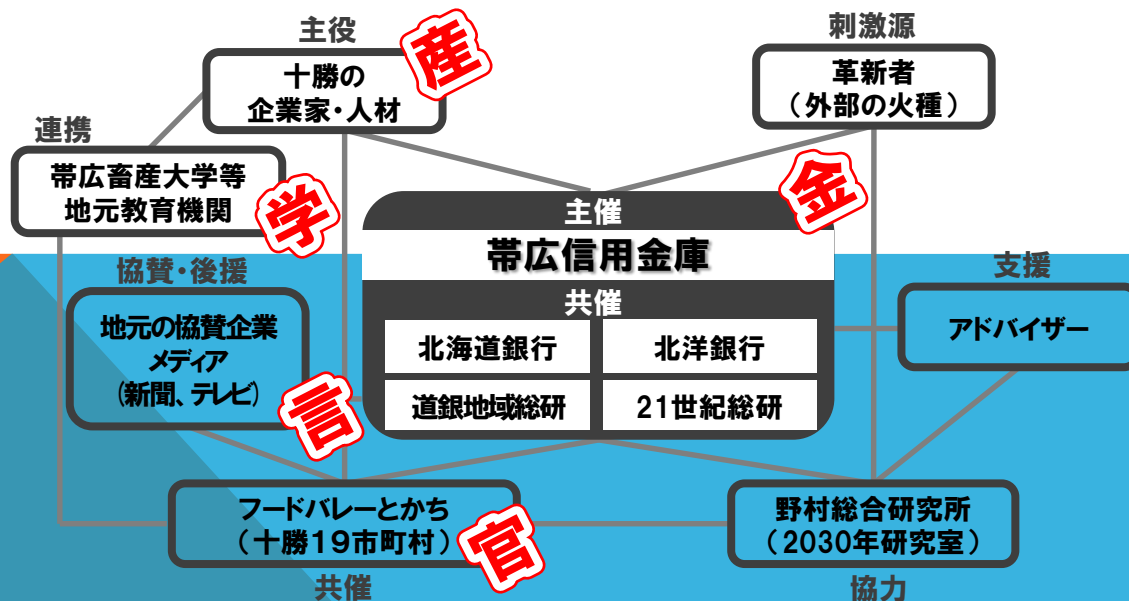 主役
産
十勝の
企業家・人材
刺激源
革新者
（外部の火種）
連携
帯広畜産大学等
地元教育機関
学
金
主催
帯広信用金庫
共催
北海道銀行
北洋銀行
道銀地域総研
21世紀総研
協賛・後援
地元の協賛企業
メディア
(新聞、テレビ)
言
支援
アドバイザー
フードバレーとかち
（十勝19市町村）
官
共催
野村総合研究所
（2030年研究室）
協力